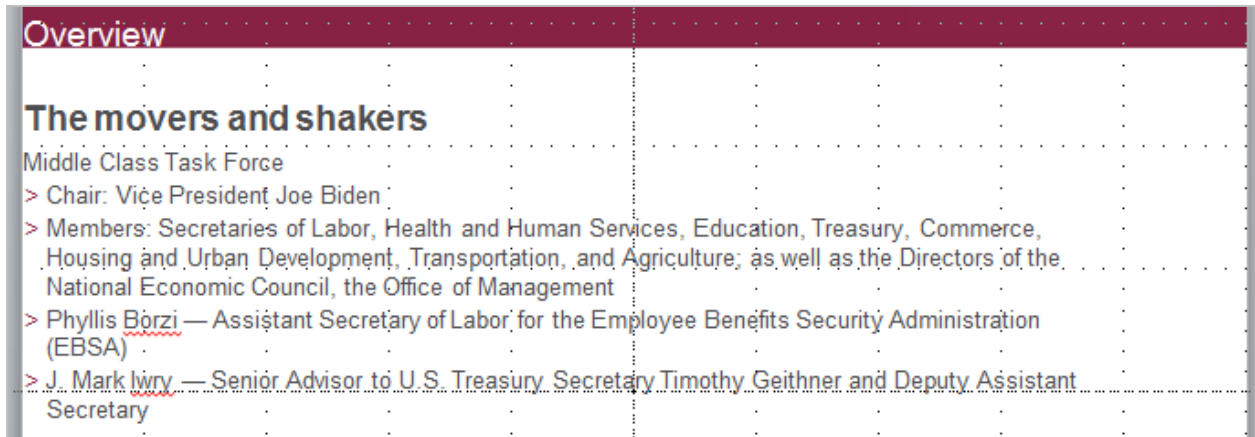 Overview
The movers and shakers
Middle Class Task Force
> Chair: Vice President Joe Biden
> Members: Secretaries of Labor, Health and Human Services, Education, Treasury, Commerce,
Housing and Urban Development, Transportation, and Agriculture; as well as the Directors of the
National Economic Council, the Office of Management
> Phyllis Borzi — Assistant Secretary of Labor for the Employee Benefits Security Administration
(EBSA)
> J. Mark Iwry — Senior Advisor to U.S. Treasury Secretary Timothy Geithner and Deputy Assistant
Secretary